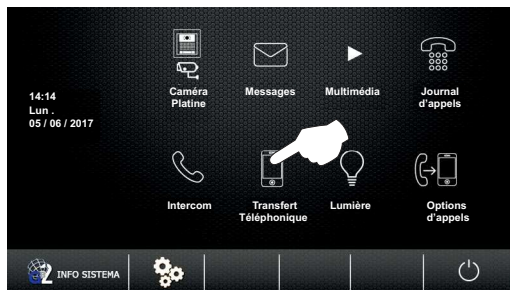 Caméra
Platine
Messages
Multimédia
Journal
d'appels
14:14
Lun .
05 / 06 / 2017
Intercom
Transfert
Téléphonique
Lumière
Options
d'appels
INFO SISTEMA